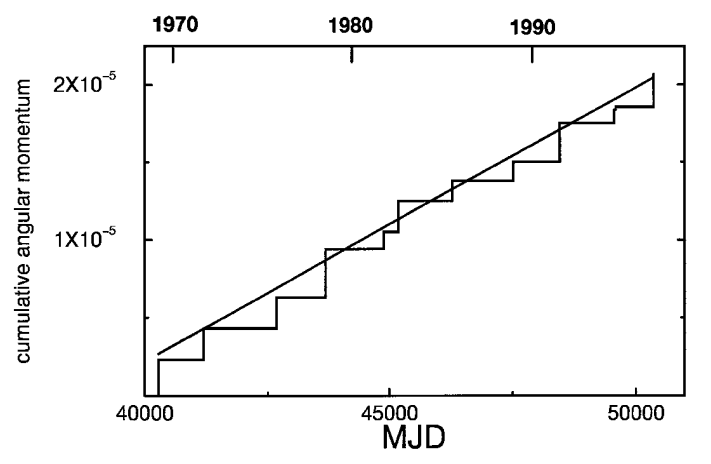 1970 1980 1990
2X10⁻⁵
1X10⁻⁵
cumulative angular momentum
40000 45000 50000
MJD